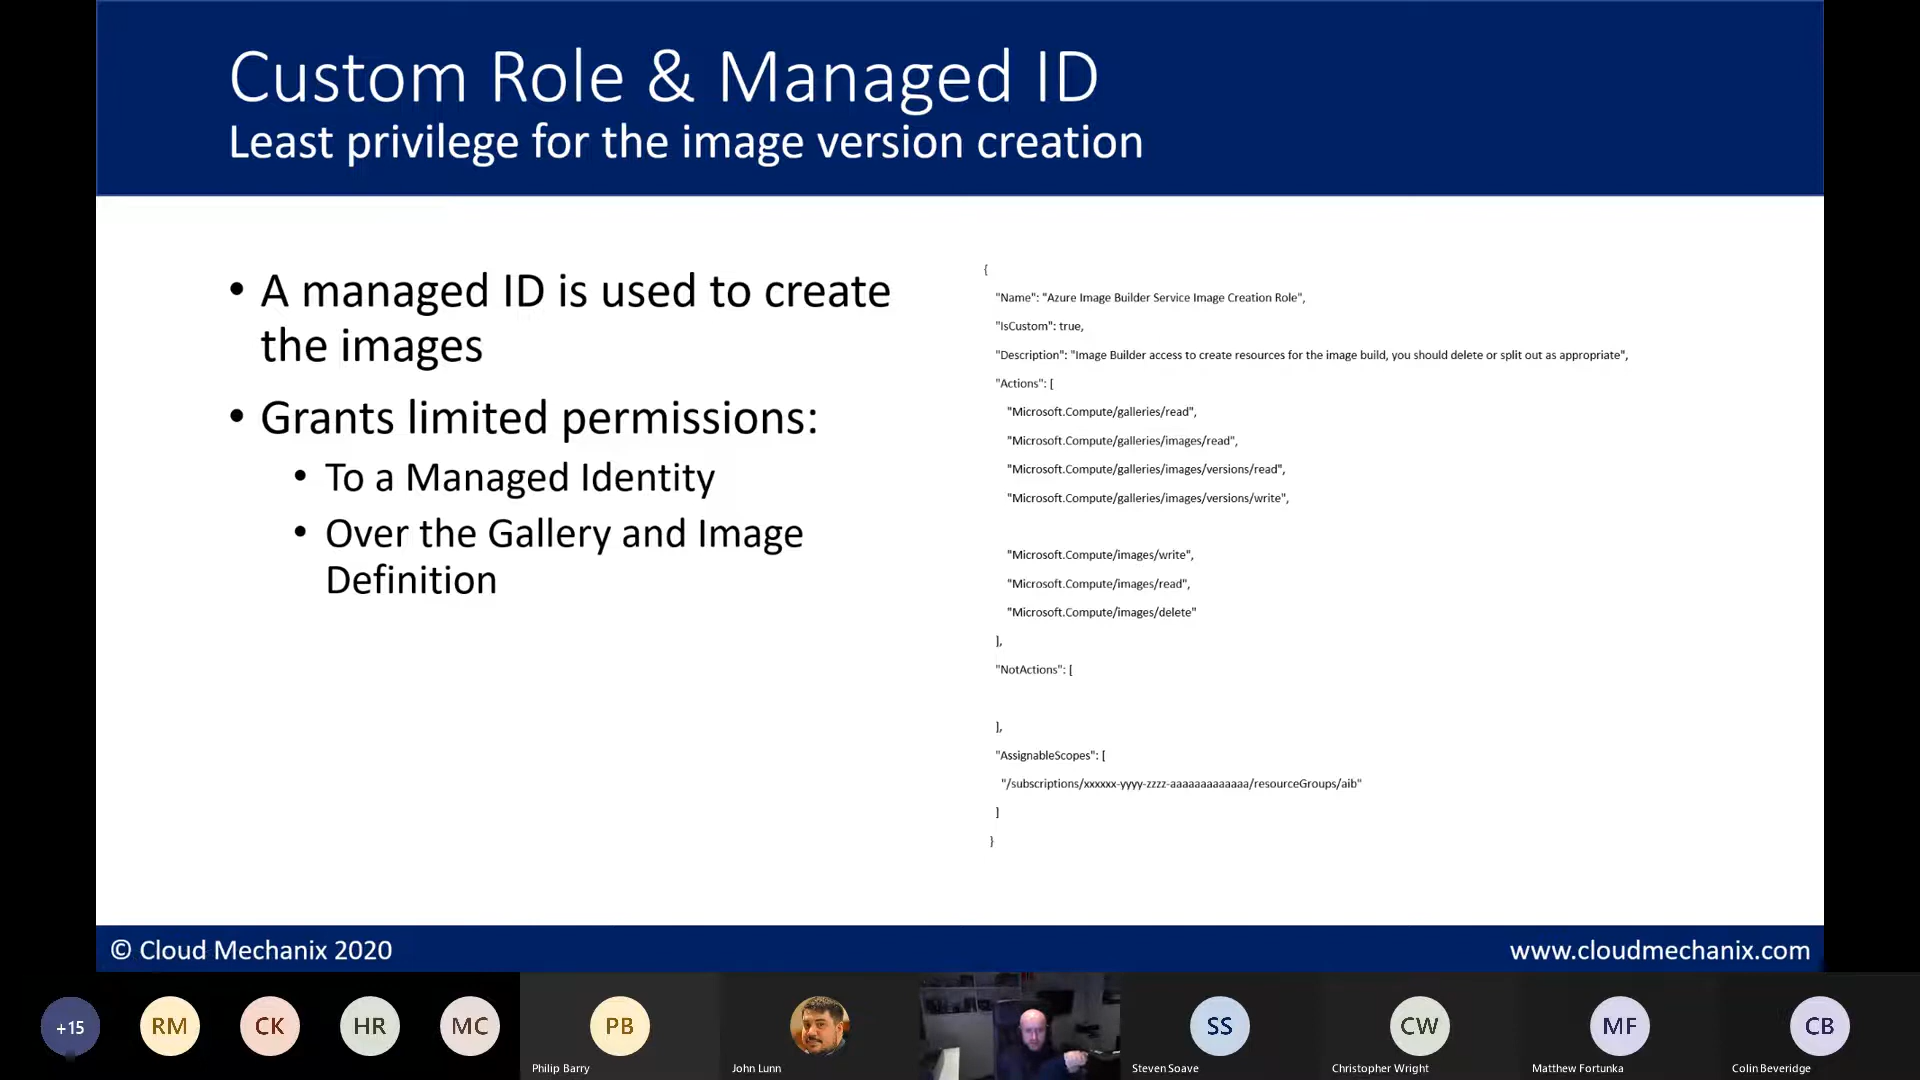 Custom Role & Managed ID
Least privilege for the image version creation
• A managed ID is used to create
the images
• Grants limited permissions:
• To a Managed Identity
• Over the Gallery and Image
Definition
{
"Name": "Azure Image Builder Service Image Creation Role",
"IsCustom": true,
"Description": "Image Builder access to create resources for the image build, you should delete or split out as appropriate",
"Actions": [
"Microsoft.Compute/galleries/read",
"Microsoft.Compute/galleries/images/read",
"Microsoft.Compute/galleries/images/versions/read",
"Microsoft.Compute/galleries/images/versions/write",
"Microsoft.Compute/images/write",
"Microsoft.Compute/images/read",
"Microsoft.Compute/images/delete"
],
"NotActions": [
],
"AssignableScopes": [
"/subscriptions/xxxxxx-yyyy-zzzz-aaaaaaaaaaaaa/resourceGroups/aib"
]
}
© Cloud Mechanix 2020
www.cloudmechanix.com
+15
RM
CK
HR
MC
PB
SS
CW
MF
CB
Philip Barry
John Lunn
Steven Soave
Christopher Wright
Matthew Fortunka
Colin Beveridge